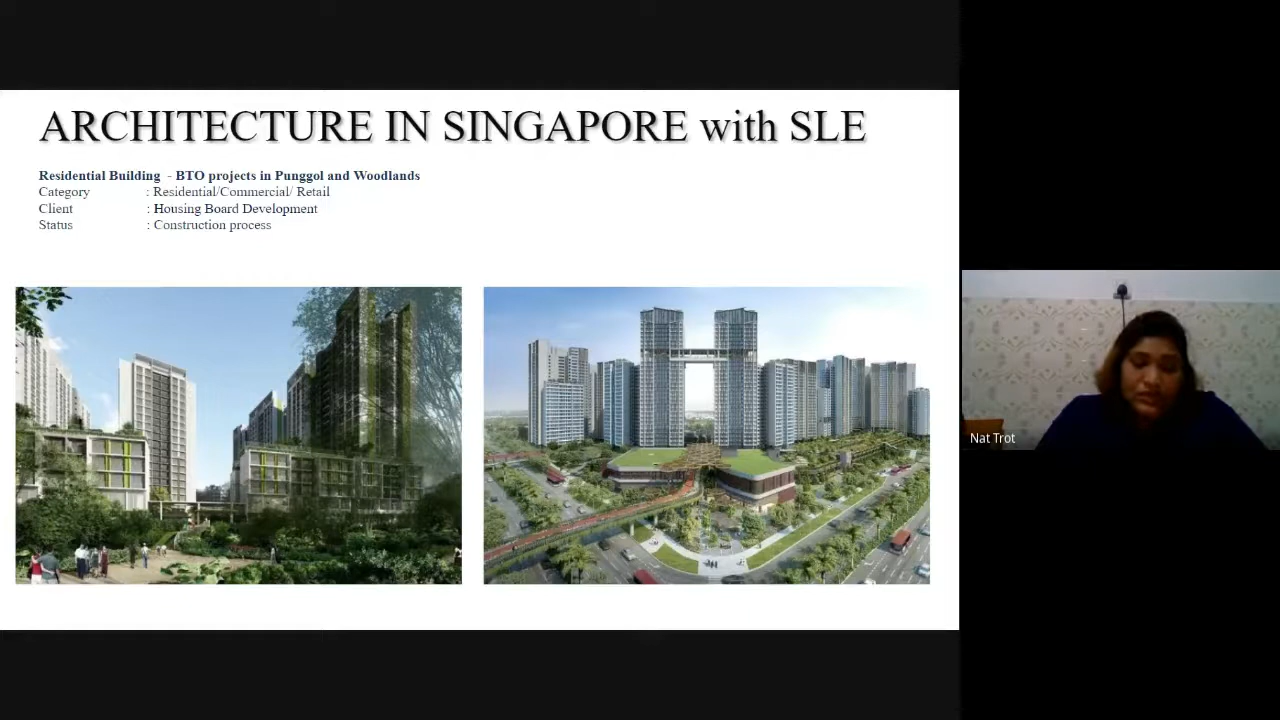 ARCHITECTURE IN SINGAPORE with SLE
Residential Building - BTO projects in Punggol and Woodlands
Category : Residential/Commercial/ Retail
Client : Housing Board Development
Status : Construction process
Nat Trot